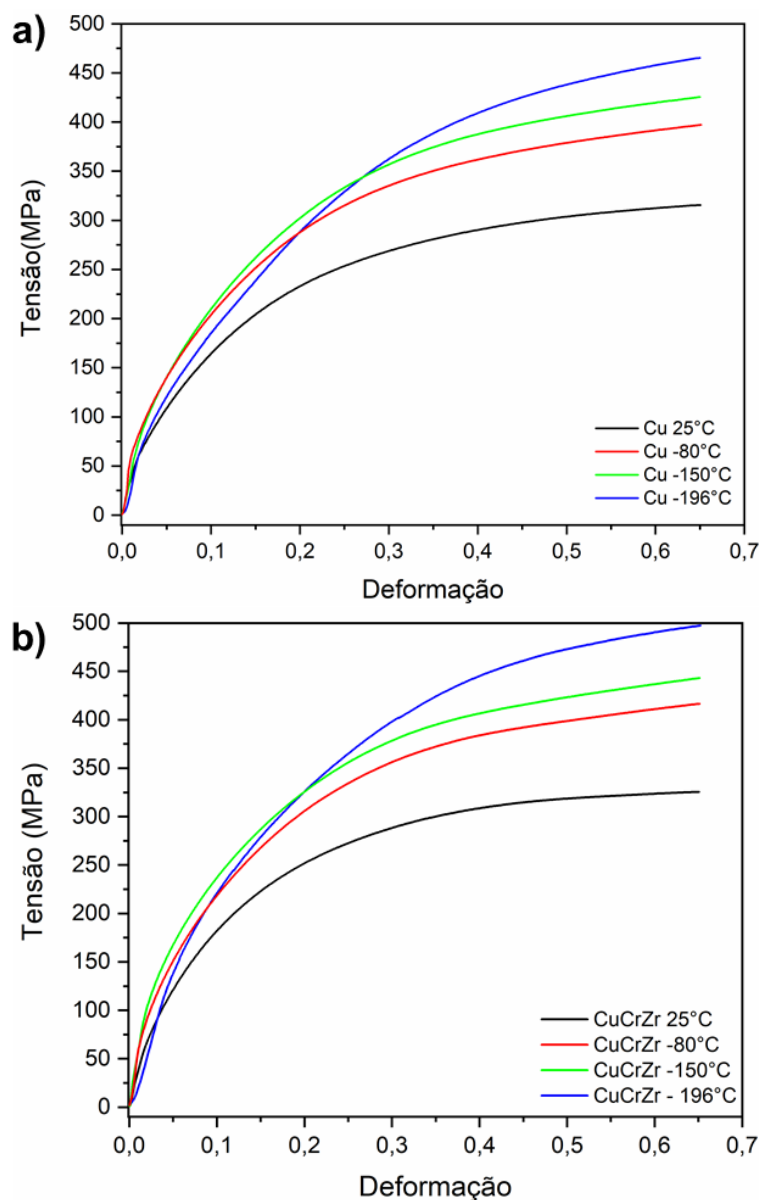 a)
500
450
400
350
300
250
200
150
100
50
0
Tensão(MPa)
Cu 25°C
Cu -80°C
Cu -150°C
Cu -196°C
0,0 0,1 0,2 0,3 0,4 0,5 0,6 0,7
Deformação
b)
500
450
400
350
300
250
200
150
100
50
0
Tensão (MPa)
CuCrZr 25°C
CuCrZr -80°C
CuCrZr -150°C
CuCrZr - 196°C
0,0 0,1 0,2 0,3 0,4 0,5 0,6 0,7
Deformação